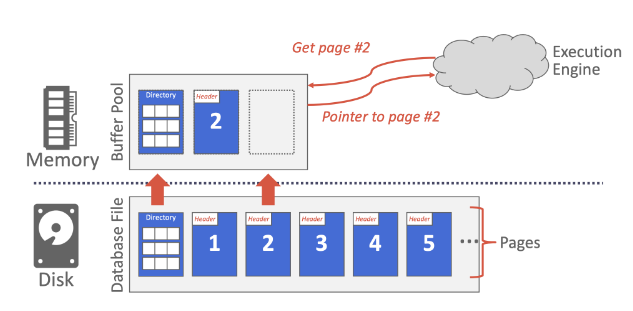 Get page #2
Execution
Engine
Buffer Pool
Directory
Header
2
Pointer to page #2
Memory
Database File
Directory
Header
1
Header
2
Header
3
Header
4
Header
5
...
Pages
Disk